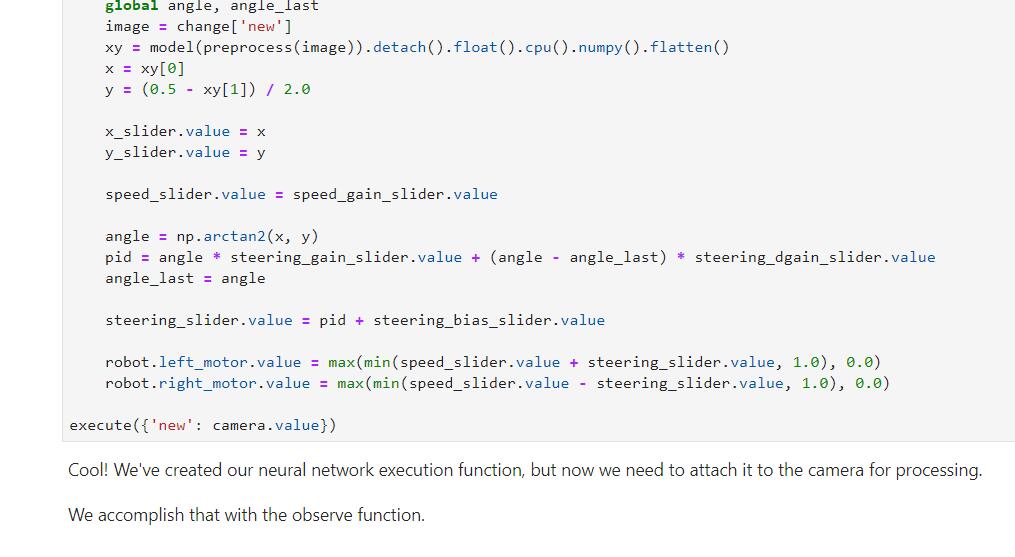 global angle, angle_last
image = change['new']
xy = model(preprocess(image)).detach().float().cpu().numpy().flatten()
x = xy[0]
y = (0.5 - xy[1]) / 2.0
x_slider.value = x
y_slider.value = y
speed_slider.value = speed_gain_slider.value
angle = np.arctan2(x, y)
pid = angle * steering_gain_slider.value + (angle - angle_last) * steering_dgain_slider.value
angle_last = angle
steering_slider.value = pid + steering_bias_slider.value
robot.left_motor.value = max(min(speed_slider.value + steering_slider.value, 1.0), 0.0)
robot.right_motor.value = max(min(speed_slider.value - steering_slider.value, 1.0), 0.0)
execute({'new': camera.value})
Cool! We've created our neural network execution function, but now we need to attach it to the camera for processing.
We accomplish that with the observe function.